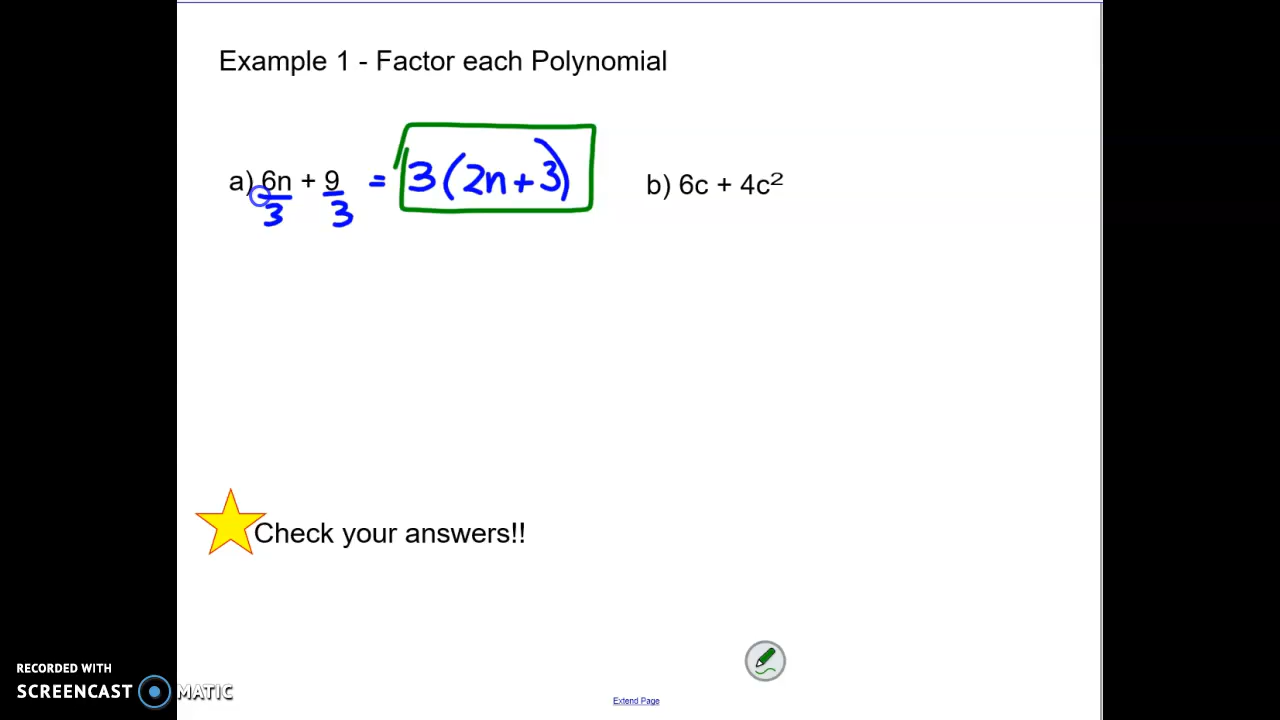 Example 1 - Factor each Polynomial
a) 6n + 9 = 3(2n+3)
3 3
b) 6c + 4c²
Check your answers!!
RECORDED WITH
SCREENCAST MATIC
Extend Page